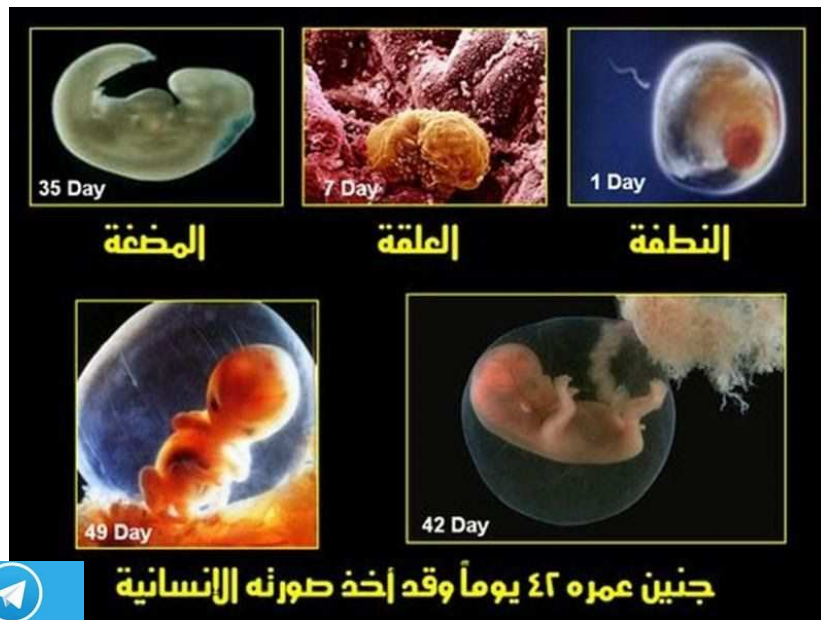 1 Day
7 Day
35 Day
النطفة
العلقة
المضغة
42 Day
49 Day
جنين عمره ٤٢ يوماً وقد أخذ صورته الإنسانية